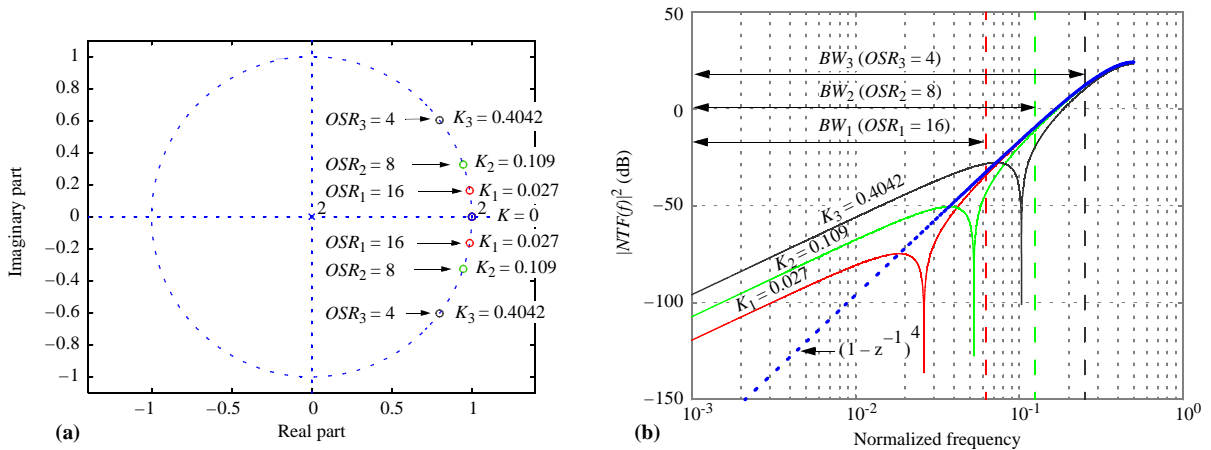 1
0.8
0.6
0.4
0.2
0
−0.2
−0.4
−0.6
−0.8
−1
Imaginary part
OSR3 = 4 K3 = 0.4042
OSR2 = 8 K2 = 0.109
OSR1 = 16 K1 = 0.027
2 2 K = 0
OSR1 = 16 K1 = 0.027
OSR2 = 8 K2 = 0.109
OSR3 = 4 K3 = 0.4042
−1 −0.5 0 0.5 1
Real part
(a)
50
0
−50
−100
−150
|NTF(f)|² (dB)
BW3 (OSR3 = 4)
BW2 (OSR2 = 8)
BW1 (OSR1 = 16)
K3 = 0.4042
K2 = 0.109
K1 = 0.027
(1 – z⁻¹)⁴
10⁻³ 10⁻² 10⁻¹ 10⁰
Normalized frequency
(b)